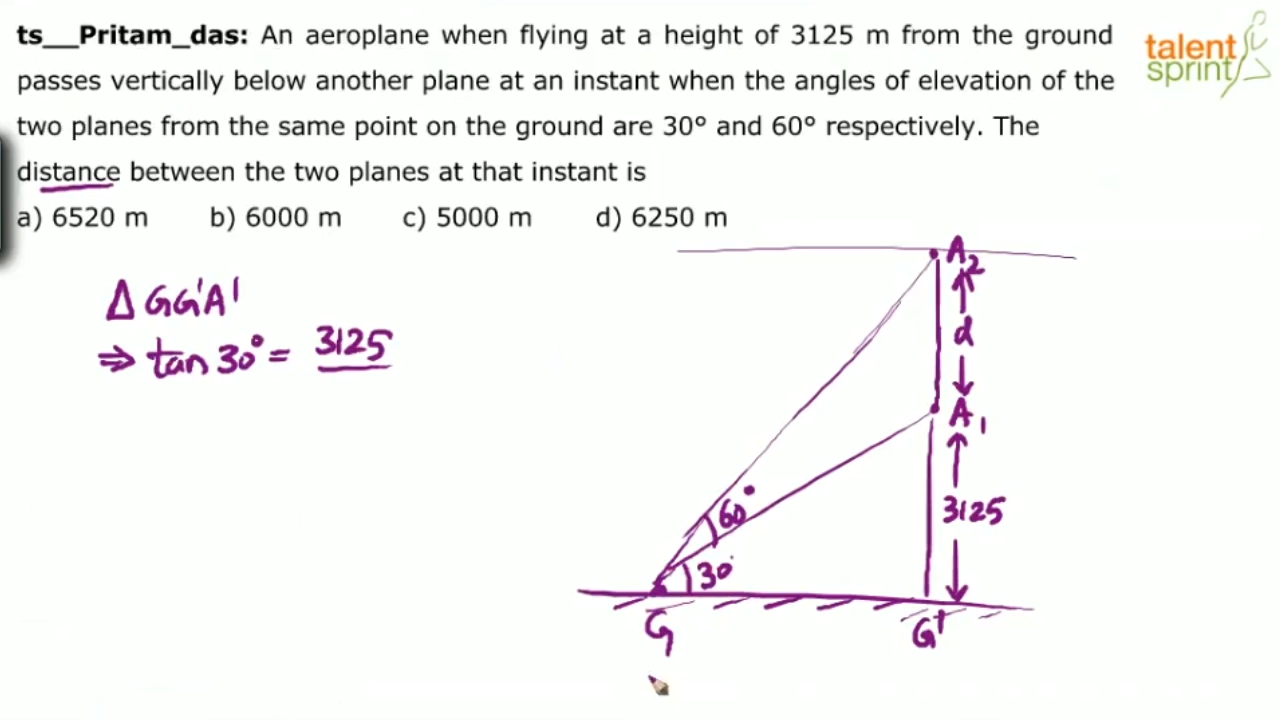 ts__Pritam_das: An aeroplane when flying at a height of 3125 m from the ground
passes vertically below another plane at an instant when the angles of elevation of the
two planes from the same point on the ground are 30° and 60° respectively. The
distance between the two planes at that instant is
a) 6520 m b) 6000 m c) 5000 m d) 6250 m
talent
sprint
Δ GG'A'
⇒ tan 30° = 3125
A2
d
A1
60°
3125
30°
G
G'